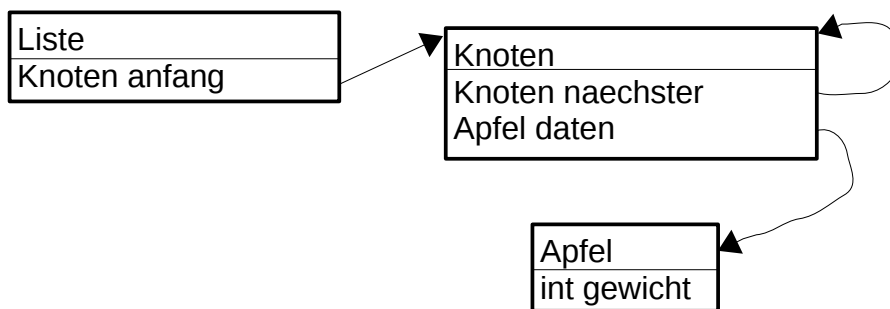 Liste
Knoten anfang
Knoten
Knoten naechster
Apfel daten
Apfel
int gewicht